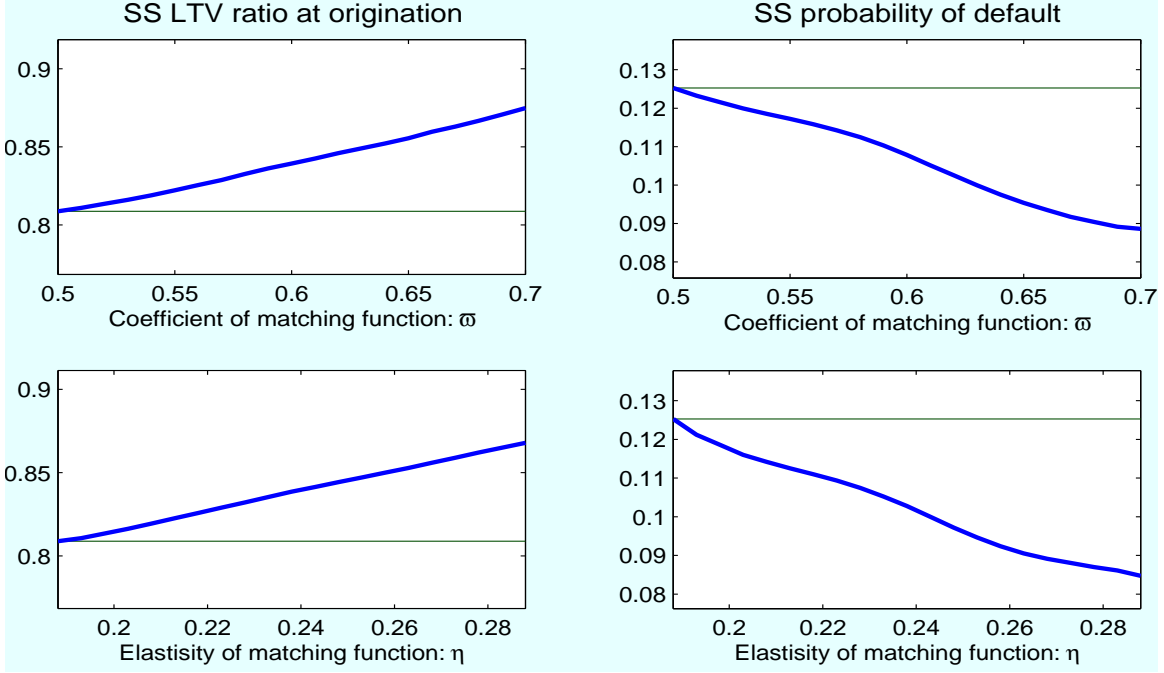 SS LTV ratio at origination
0.9
0.85
0.8
0.5 0.55 0.6 0.65 0.7
Coefficient of matching function: ϖ
SS probability of default
0.13
0.12
0.11
0.1
0.09
0.08
0.5 0.55 0.6 0.65 0.7
Coefficient of matching function: ϖ
0.9
0.85
0.8
0.2 0.22 0.24 0.26 0.28
Elastisity of matching function: η
0.13
0.12
0.11
0.1
0.09
0.08
0.2 0.22 0.24 0.26 0.28
Elastisity of matching function: η